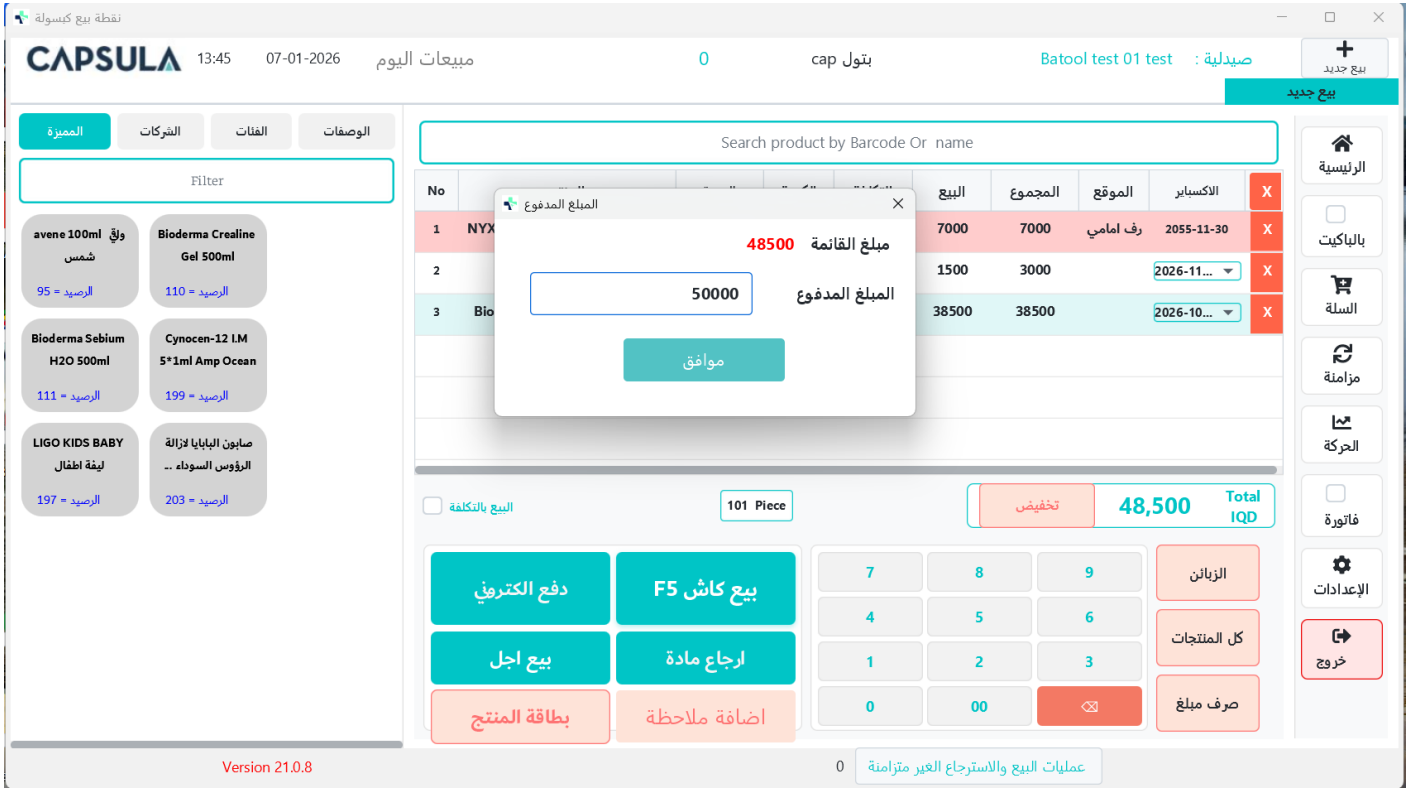 نقطة بيع كبسولة
CAPSULA
13:45
07-01-2026
مبيعات اليوم
0
بتول cap
صيدلية : Batool test 01 test
بيع جديد
بيع جديد
المميزة
الشركات
الفئات
الوصفات
Filter
avene 100ml واقي شمس
الرصيد = 95
Bioderma Crealine Gel 500ml
الرصيد = 110
Bioderma Sebium H2O 500ml
الرصيد = 111
Cynocen-12 I.M 5*1ml Amp Ocean
الرصيد = 199
LIGO KIDS BABY ليفة اطفال
الرصيد = 197
صابون البابايا لازالة الرؤوس السوداء ...
الرصيد = 203
Search product by Barcode Or name
No
البيع
المجموع
الموقع
الاكسباير
X
1
NYX
7000
7000
رف امامي
2055-11-30
X
2
1500
3000
2026-11...
X
3
Bio
38500
38500
2026-10...
X
المبلغ المدفوع
مبلغ القائمة 48500
المبلغ المدفوع 50000
موافق
البيع بالتكلفة
101 Piece
تخفيض
48,500
Total IQD
دفع الكتروني
بيع كاش F5
بيع اجل
ارجاع مادة
بطاقة المنتج
اضافة ملاحظة
7
8
9
4
5
6
1
2
3
0
00
الزبائن
كل المنتجات
صرف مبلغ
الرئيسية
بالباكيت
السلة
مزامنة
الحركة
فاتورة
الإعدادات
خروج
Version 21.0.8
0
عمليات البيع والاسترجاع الغير متزامنة